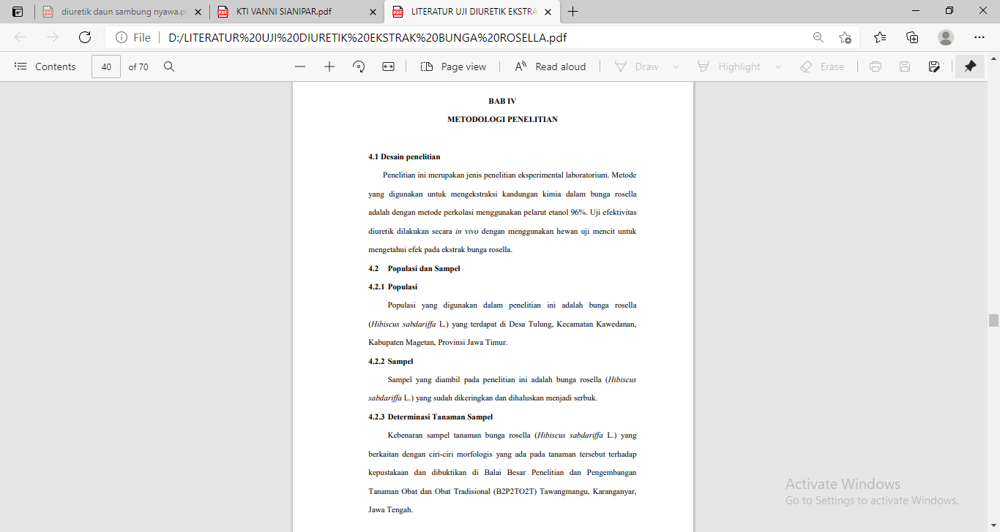 diuretik daun sambung nyawa.p
KTI VANNI SIANIPAR.pdf
LITERATUR UJI DIURETIK EKSTRA
File
D:/LITERATUR%20UJI%20DIURETIK%20EKSTRAK%20BUNGA%20ROSELLA.pdf
Contents
40
of 70
Page view
Read aloud
Draw
Highlight
Erase
BAB IV
METODOLOGI PENELITIAN
4.1 Desain penelitian
Penelitian ini merupakan jenis penelitian eksperimental laboratorium. Metode
yang digunakan untuk mengekstraksi kandungan kimia dalam bunga rosella
adalah dengan metode perkolasi menggunakan pelarut etanol 96%. Uji efektivitas
diuretik dilakukan secara in vivo dengan menggunakan hewan uji mencit untuk
mengetahui efek pada ekstrak bunga rosella.
4.2 Populasi dan Sampel
4.2.1 Populasi
Populasi yang digunakan dalam penelitian ini adalah bunga rosella
(Hibiscus sabdariffa L.) yang terdapat di Desa Tulung, Kecamatan Kawedanan,
Kabupaten Magetan, Provinsi Jawa Timur.
4.2.2 Sampel
Sampel yang diambil pada penelitian ini adalah bunga rosella (Hibiscus
sabdariffa L.) yang sudah dikeringkan dan dihaluskan menjadi serbuk.
4.2.3 Determinasi Tanaman Sampel
Kebenaran sampel tanaman bunga rosella (Hibiscus sabdariffa L.) yang
berkaitan dengan ciri-ciri morfologis yang ada pada tanaman tersebut terhadap
kepustakaan dan dibuktikan di Balai Besar Penelitian dan Pengembangan
Tanaman Obat dan Obat Tradisional (B2P2TO2T) Tawangmangu, Karanganyar,
Jawa Tengah.
Activate Windows
Go to Settings to activate Windows.